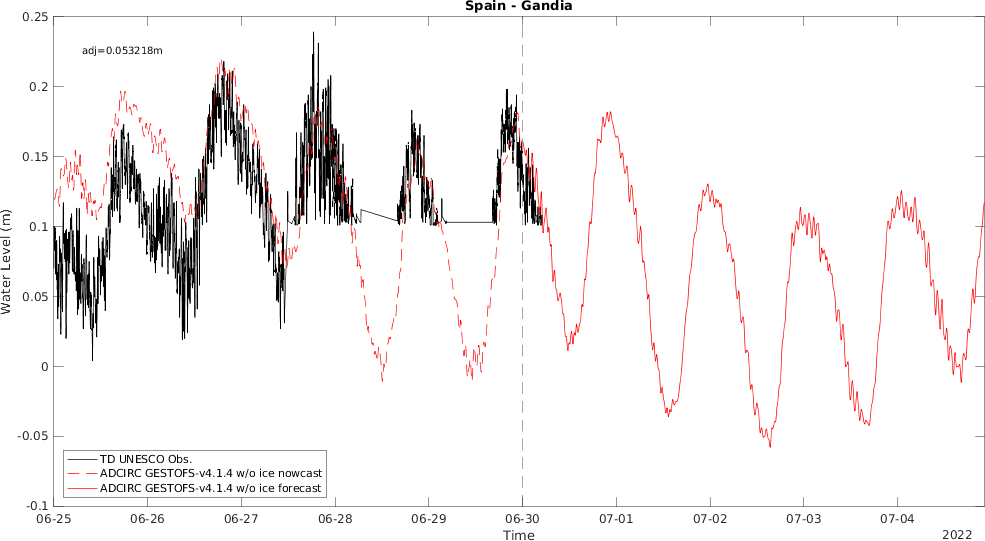 Spain - Gandia
0.25
adj=0.053218m
0.2
0.15
0.1
0.05
0
-0.05
-0.1
Water Level (m)
TD UNESCO Obs.
ADCIRC GESTOFS-v4.1.4 w/o ice nowcast
ADCIRC GESTOFS-v4.1.4 w/o ice forecast
06-25 06-26 06-27 06-28 06-29 06-30 07-01 07-02 07-03 07-04
Time
2022